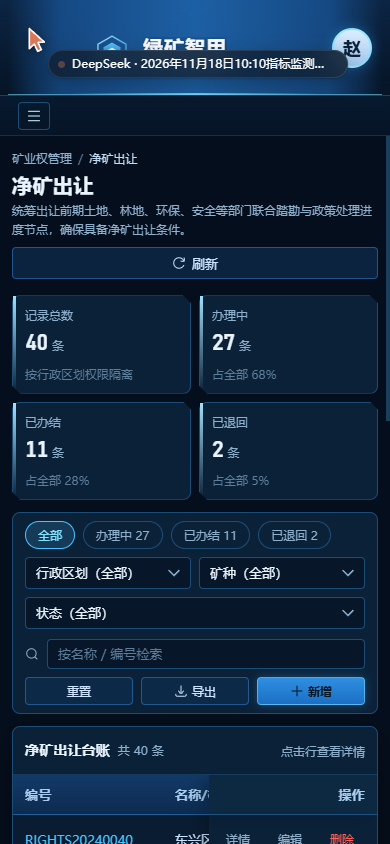 绿矿智用
赵
DeepSeek · 2026年11月18日10:10指标监测...
矿业权管理 / 净矿出让
净矿出让
统筹出让前期土地、林地、环保、安全等部门联合踏勘与政策处理进
度节点，确保具备净矿出让条件。
刷新
记录总数
40 条
按行政区划权限隔离
办理中
27 条
占全部 68%
已办结
11 条
占全部 28%
已退回
2 条
占全部 5%
全部 办理中 27 已办结 11 已退回 2
行政区划（全部） 矿种（全部）
状态（全部）
按名称 / 编号检索
重置 导出 新增
净矿出让台账 共 40 条 点击行查看详情
编号 名称/ 操作
RIGHTS20240040 东兴区 详情 编辑 删除